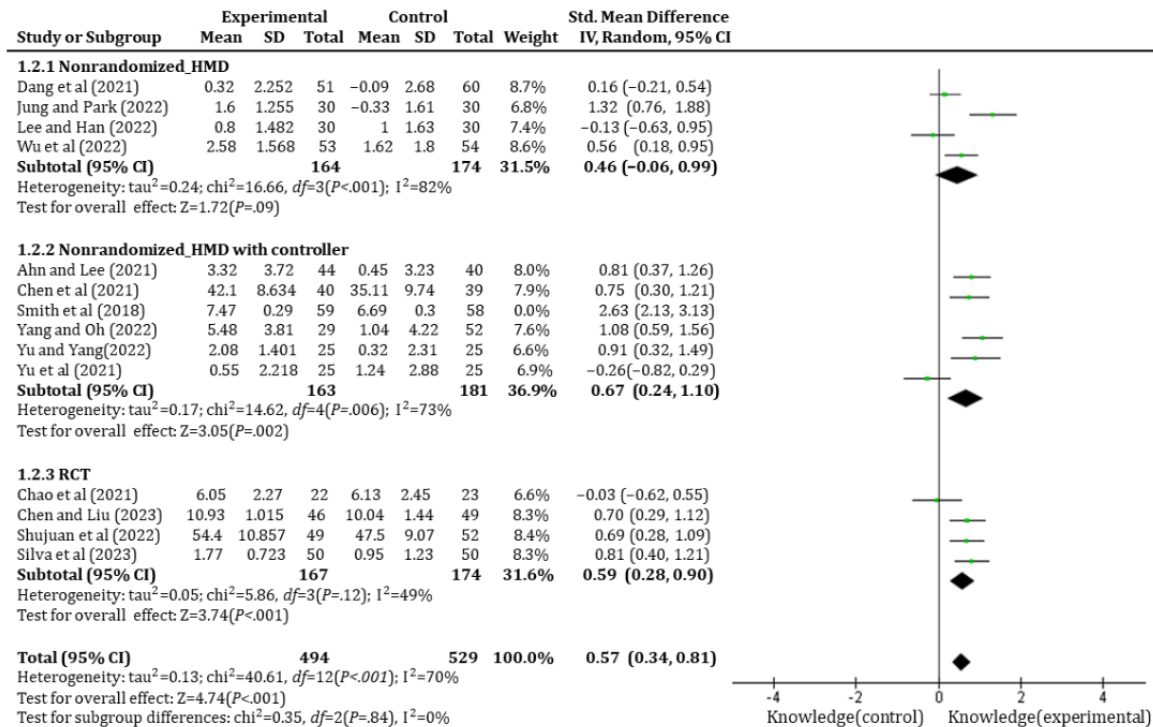 Experimental Control Std. Mean Difference
Study or Subgroup Mean SD Total Mean SD Total Weight IV, Random, 95% CI
1.2.1 Nonrandomized_HMD
Dang et al (2021) 0.32 2.252 51 −0.09 2.68 60 8.7% 0.16 (−0.21, 0.54)
Jung and Park (2022) 1.6 1.255 30 −0.33 1.61 30 6.8% 1.32 (0.76, 1.88)
Lee and Han (2022) 0.8 1.482 30 1 1.63 30 7.4% −0.13 (−0.63, 0.95)
Wu et al (2022) 2.58 1.568 53 1.62 1.8 54 8.6% 0.56 (0.18, 0.95)
Subtotal (95% CI) 164 174 31.5% 0.46 (−0.06, 0.99)
Heterogeneity: tau²=0.24; chi²=16.66, df=3(P<.001); I²=82%
Test for overall effect: Z=1.72(P=.09)
1.2.2 Nonrandomized_HMD with controller
Ahn and Lee (2021) 3.32 3.72 44 0.45 3.23 40 8.0% 0.81 (0.37, 1.26)
Chen et al (2021) 42.1 8.634 40 35.11 9.74 39 7.9% 0.75 (0.30, 1.21)
Smith et al (2018) 7.47 0.29 59 6.69 0.3 58 0.0% 2.63 (2.13, 3.13)
Yang and Oh (2022) 5.48 3.81 29 1.04 4.22 52 7.6% 1.08 (0.59, 1.56)
Yu and Yang(2022) 2.08 1.401 25 0.32 2.31 25 6.6% 0.91 (0.32, 1.49)
Yu et al (2021) 0.55 2.218 25 1.24 2.88 25 6.9% −0.26(−0.82, 0.29)
Subtotal (95% CI) 163 181 36.9% 0.67 (0.24, 1.10)
Heterogeneity: tau²=0.17; chi²=14.62, df=4(P=.006); I²=73%
Test for overall effect: Z=3.05(P=.002)
1.2.3 RCT
Chao et al (2021) 6.05 2.27 22 6.13 2.45 23 6.6% −0.03 (−0.62, 0.55)
Chen and Liu (2023) 10.93 1.015 46 10.04 1.44 49 8.3% 0.70 (0.29, 1.12)
Shujuan et al (2022) 54.4 10.857 49 47.5 9.07 52 8.4% 0.69 (0.28, 1.09)
Silva et al (2023) 1.77 0.723 50 0.95 1.23 50 8.3% 0.81 (0.40, 1.21)
Subtotal (95% CI) 167 174 31.6% 0.59 (0.28, 0.90)
Heterogeneity: tau²=0.05; chi²=5.86, df=3(P=.12); I²=49%
Test for overall effect: Z=3.74(P<.001)
Total (95% CI) 494 529 100.0% 0.57 (0.34, 0.81)
Heterogeneity: tau²=0.13; chi²=40.61, df=12(P<.001); I²=70%
Test for overall effect: Z=4.74(P<.001)
Test for subgroup differences: chi²=0.35, df=2(P=.84), I²=0%
−4 −2 0 2 4
Knowledge(control) Knowledge(experimental)